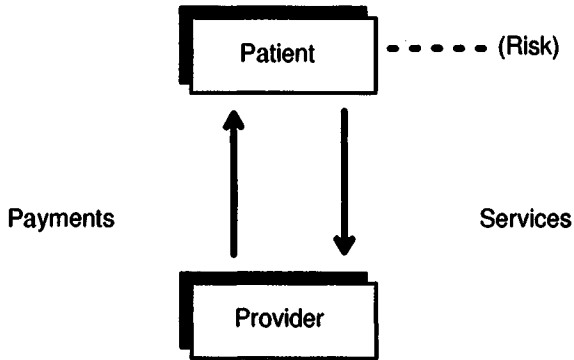 Patient
(Risk)
Payments
Services
Provider